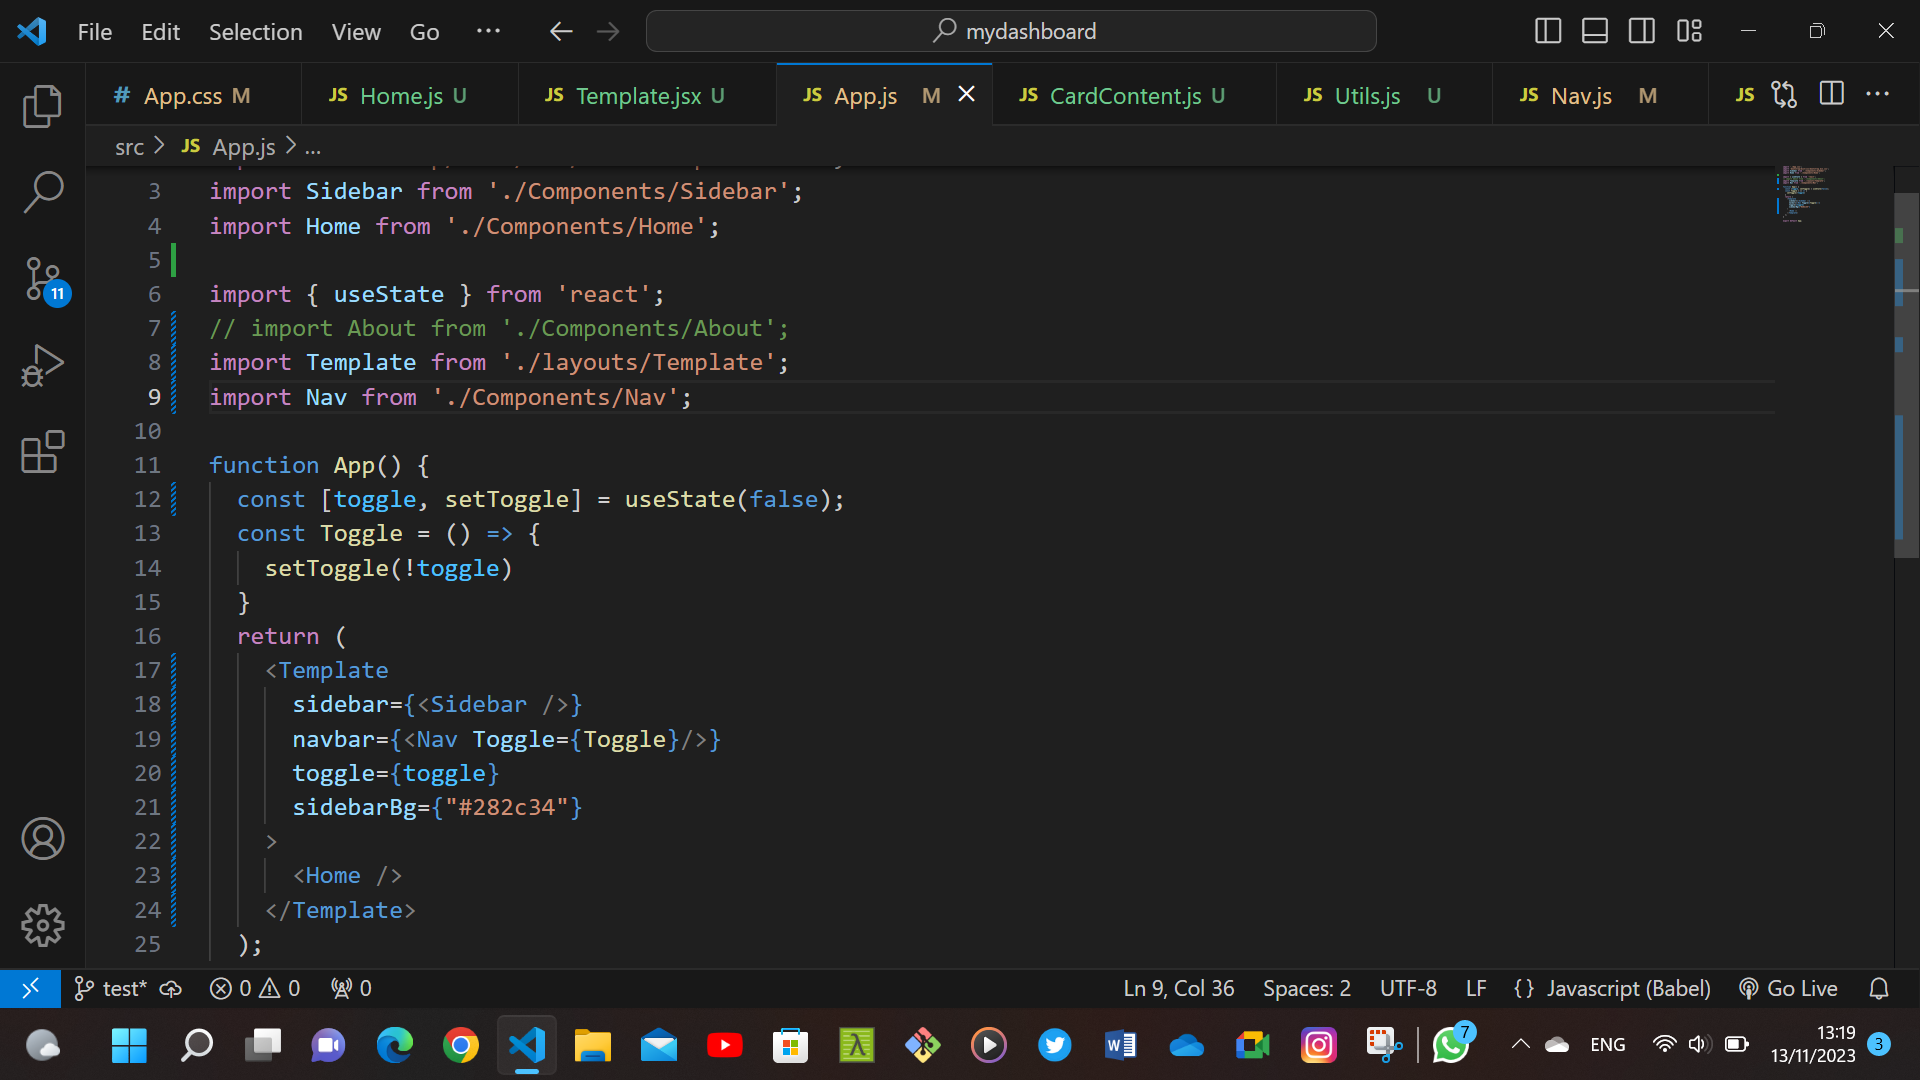 File Edit Selection View Go ··· mydashboard
# App.css M JS Home.js U JS Template.jsx U JS App.js M JS CardContent.js U JS Utils.js U JS Nav.js M JS
src > JS App.js > ...
3 import Sidebar from './Components/Sidebar';
4 import Home from './Components/Home';
5
6 import { useState } from 'react';
7 // import About from './Components/About';
8 import Template from './layouts/Template';
9 import Nav from './Components/Nav';
10
11 function App() {
12 const [toggle, setToggle] = useState(false);
13 const Toggle = () => {
14 setToggle(!toggle)
15 }
16 return (
17 <Template
18 sidebar={<Sidebar />}
19 navbar={<Nav Toggle={Toggle}/>}
20 toggle={toggle}
21 sidebarBg={"#282c34"}
22 >
23 <Home />
24 </Template>
25 );
11
test* 0 0 0 Ln 9, Col 36 Spaces: 2 UTF-8 LF {} Javascript (Babel) Go Live
7 ENG 13:19
13/11/2023 3